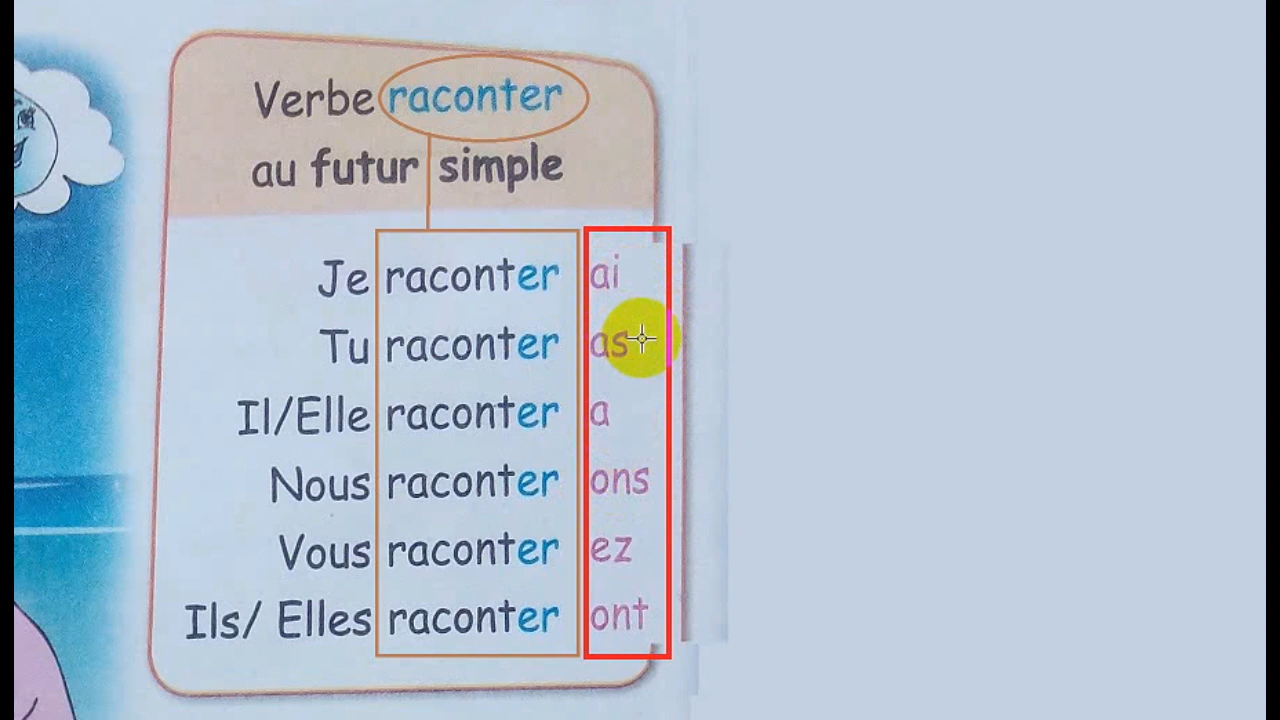 Verbe raconter
au futur simple
Je raconter ai
Tu raconter as
Il/Elle raconter a
Nous raconter ons
Vous raconter ez
Ils/ Elles raconter ont